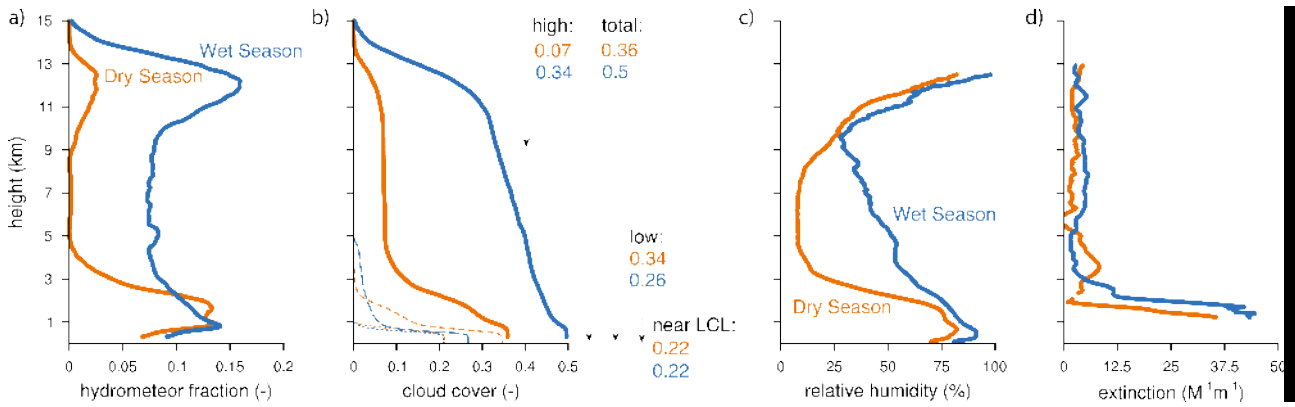 a)
15
13
11
9
7
5
3
1
height (km)
Wet Season
Dry Season
0
0.05
0.1
0.15
0.2
hydrometeor fraction (-)
b)
high:
total:
0.07
0.36
0.34
0.5
low:
0.34
0.26
near LCL:
0.22
0.22
0
0.1
0.2
0.3
0.4
0.5
cloud cover (-)
c)
Wet Season
Dry Season
0
25
50
75
100
relative humidity (%)
d)
0
12.5
25
37.5
50
extinction (M⁻¹m⁻¹)